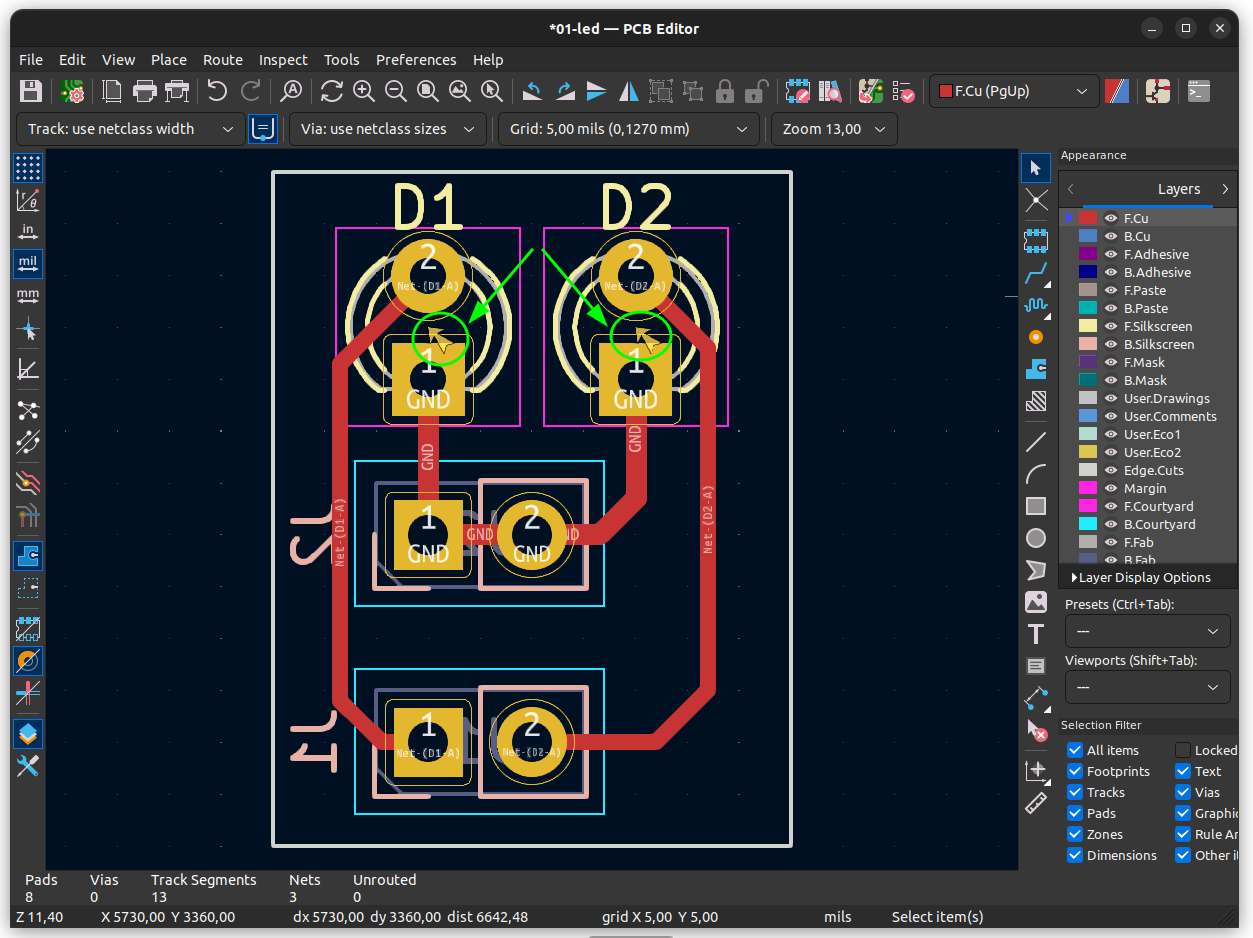 *01-led — PCB Editor
File Edit View Place Route Inspect Tools Preferences Help
F.Cu (PgUp)
Track: use netclass width
Via: use netclass sizes
Grid: 5,00 mils (0,1270 mm)
Zoom 13,00
in
mil
mm
D1 D2
2 2
Net-(D1-A) Net-(D2-A)
1 1
GND GND
GND GND
Net-(D1-A)
Net-(D2-A)
J2
1 2
GND
GND GND
J1
1 2
Net-(D1-A) Net-(D2-A)
Appearance
Layers
F.Cu
B.Cu
F.Adhesive
B.Adhesive
F.Paste
B.Paste
F.Silkscreen
B.Silkscreen
F.Mask
B.Mask
User.Drawings
User.Comments
User.Eco1
User.Eco2
Edge.Cuts
Margin
F.Courtyard
B.Courtyard
F.Fab
B.Fab
Layer Display Options
Presets (Ctrl+Tab):
---
Viewports (Shift+Tab):
---
Selection Filter
All items Locked
Footprints Text
Tracks Vias
Pads Graphic
Zones Rule Ar
Dimensions Other i
Pads Vias Track Segments Nets Unrouted
8 0 13 3 0
Z 11,40 X 5730,00 Y 3360,00 dx 5730,00 dy 3360,00 dist 6642,48 grid X 5,00 Y 5,00 mils Select item(s)